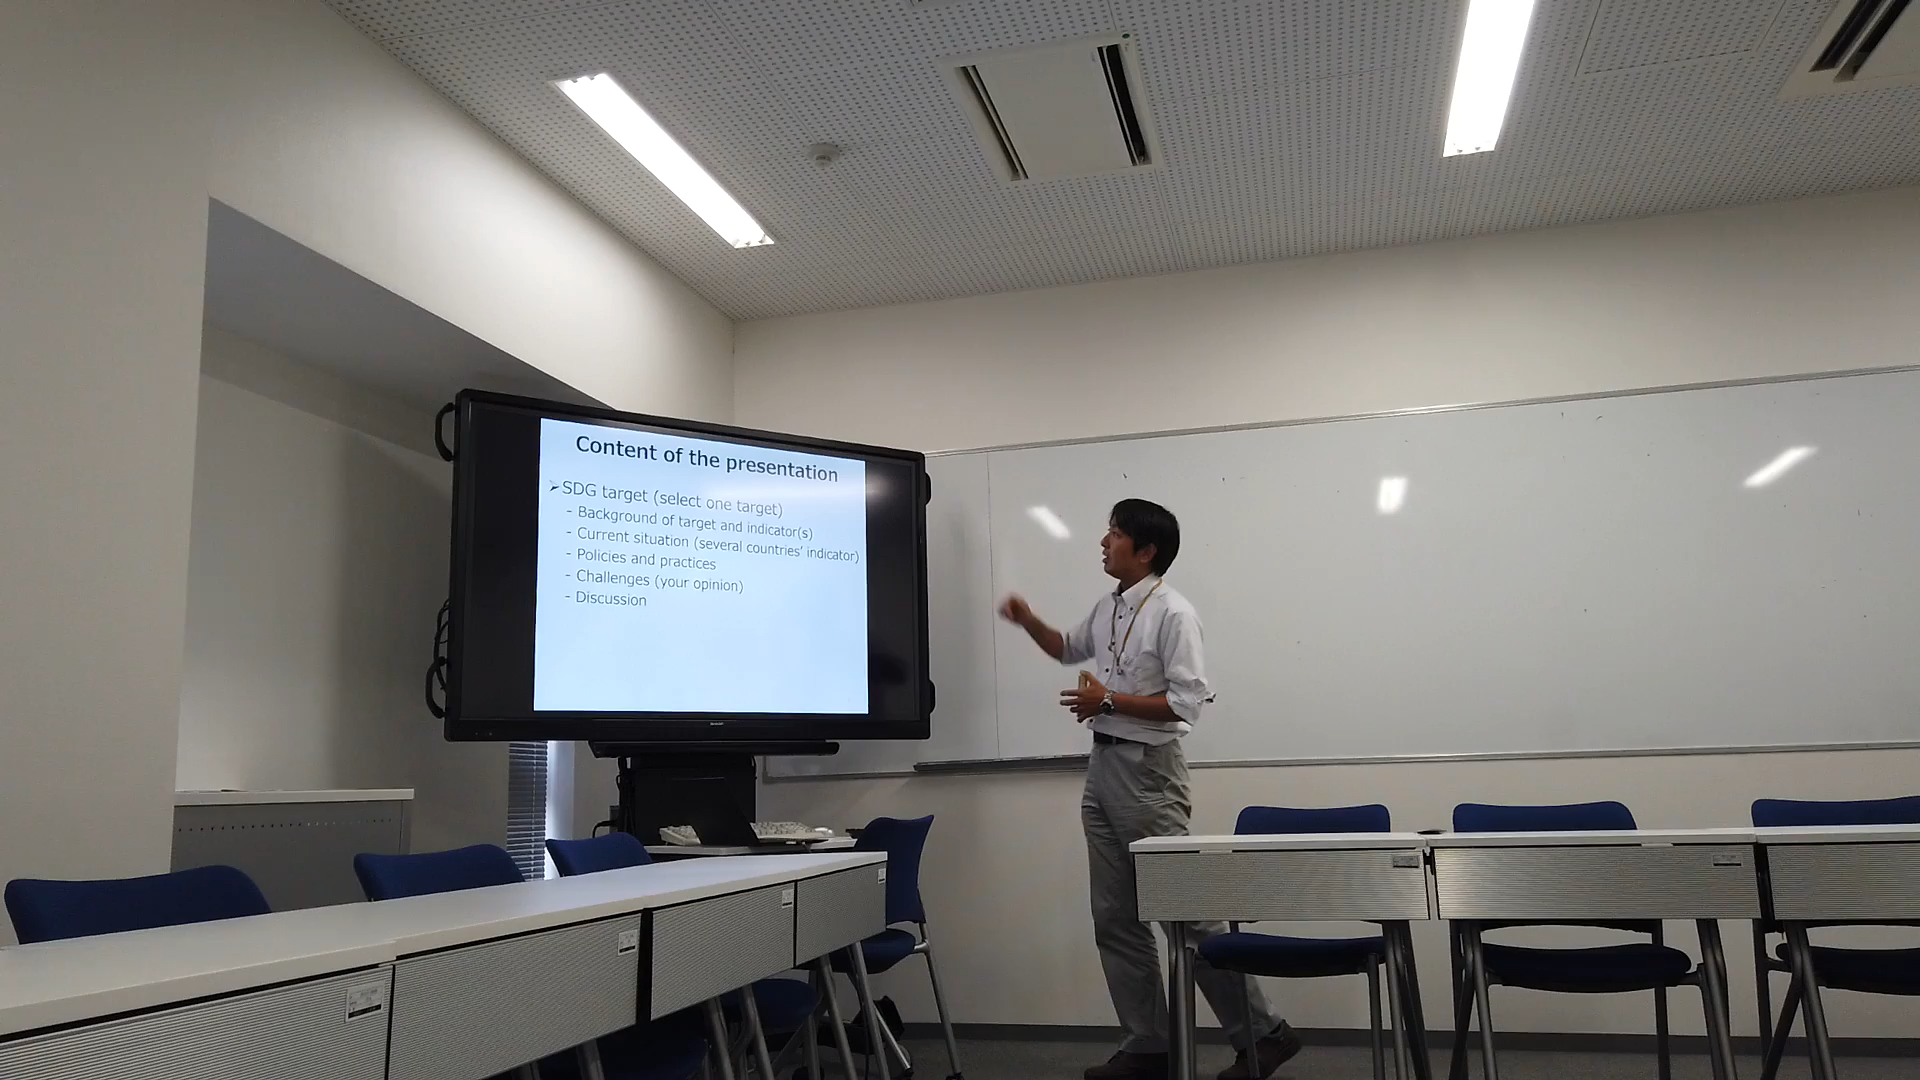 Content of the presentation
➢SDG target (select one target)
- Background of target and indicator(s)
- Current situation (several countries' indicator)
- Policies and practices
- Challenges (your opinion)
- Discussion
SHARP